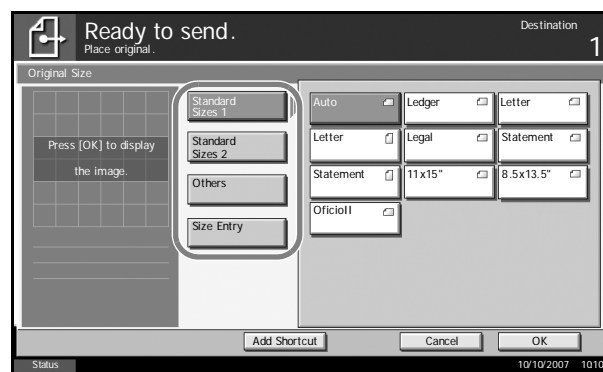 Ready to send.
Destination
Place original.
1
Original Size
Press [OK] to display
the image.
Standard
Sizes 1
Standard
Sizes 2
Others
Size Entry
Auto
Ledger
Letter
Letter
Legal
Statement
Statement
11x15"
8.5x13.5"
OficioII
Add Shortcut
Cancel
OK
Status
10/10/2007 1010